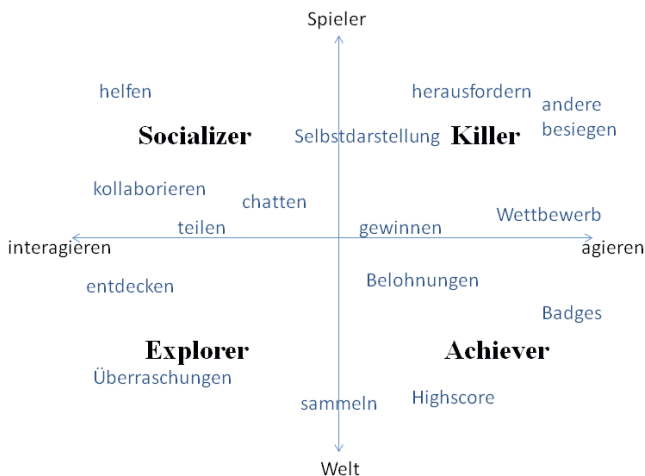 Spieler
helfen
herausfordern
andere
besiegen
Socializer
Selbstdarstellung
Killer
kollaborieren
chatten
teilen
gewinnen
Wettbewerb
interagieren
agieren
entdecken
Belohnungen
Badges
Explorer
Achiever
Überraschungen
sammeln
Highscore
Welt